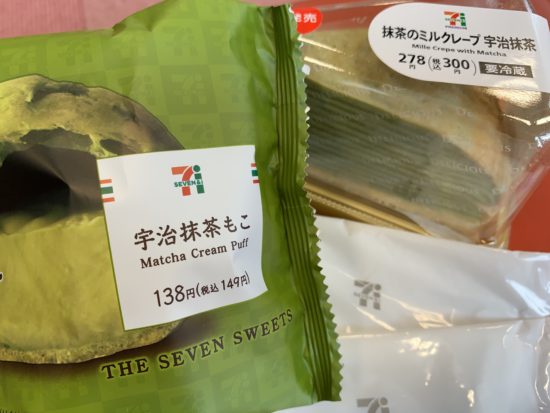 発売
抹茶のミルクレープ 宇治抹茶
Mille Crepe with Matcha
278円(税込300円) 要冷蔵
SEVEN & i
宇治抹茶もこ
Matcha Cream Puff
138円(税込149円)
THE SEVEN SWEETS